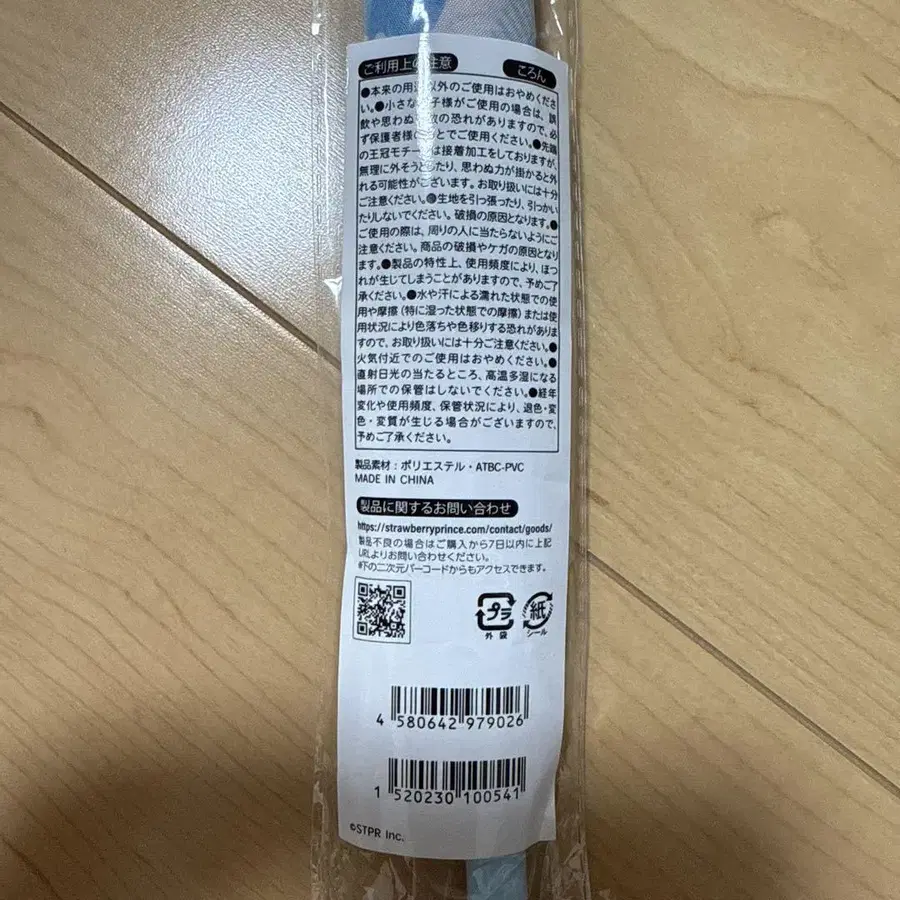 ご利用上の注意
ころん
●本来の用途以外のご使用はおやめくださ
い。●小さなお子様がご使用の場合は、誤
飲や思わぬ事故の恐れがありますので、必
ず保護者様のもとでご使用ください。●先端
の王冠モチーフは接着加工をしておりますが、
無理に外そうとしたり、思わぬ力が掛かると外
れる可能性がございます。お取り扱いには十分
ご注意ください。●生地を引っ張ったり、引っかい
たりしないでください。破損の原因となります。●
ご使用の際は、周りの人に当たらないようにご
注意ください。商品の破損やケガの原因となり
ます。●製品の特性上、使用頻度により、ほつ
れが生じてしまうことがありますので、予めご了
承ください。●水や汗による濡れた状態での使
用や摩擦（特に湿った状態での摩擦）または使
用状況により色落ちや色移りする恐れがありま
すので、お取り扱いには十分ご注意ください。●
火気付近でのご使用はおやめください。●
直射日光の当たるところ、高温多湿になる
場所での保管はしないでください。●経年
変化や使用頻度、保管状況により、退色・変
色・変質が生じる場合がございますので、
予めご了承ください。
製品素材：ポリエステル・ATBC-PVC
MADE IN CHINA
製品に関するお問い合わせ
https://strawberryprince.com/contact/goods/
製品不良の場合はご購入から7日以内に上記
URLよりお問い合わせください。
※下の二次元バーコードからもアクセスできます。
プラ
外袋
紙
シール
4 580642 979026
1 520230 100541
©STPR Inc.